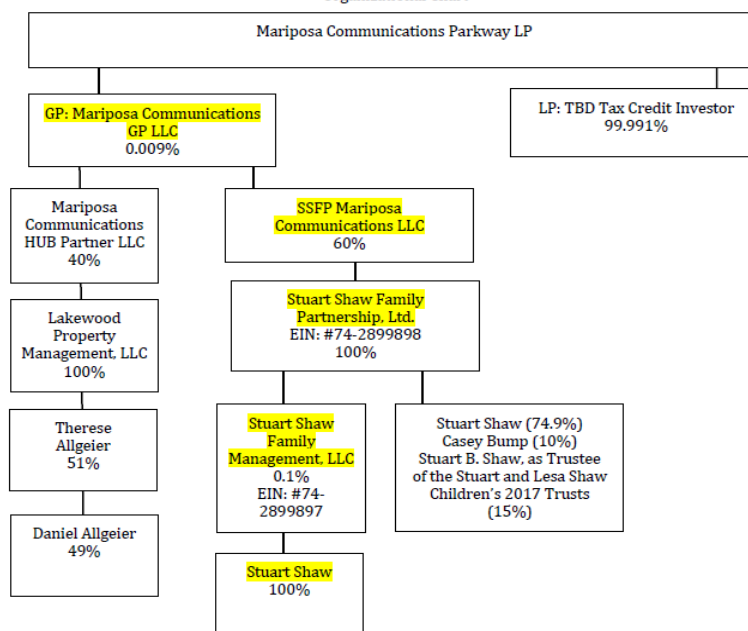 Mariposa Communications Parkway LP
GP: Mariposa Communications
GP LLC
0.009%
LP: TBD Tax Credit Investor
99.991%
Mariposa
Communications
HUB Partner LLC
40%
SSFP Mariposa
Communications LLC
60%
Lakewood
Property
Management, LLC
100%
Stuart Shaw Family
Partnership, Ltd.
EIN: #74-2899898
100%
Therese
Allgeier
51%
Stuart Shaw
Family
Management, LLC
0.1%
EIN: #74-
2899897
Stuart Shaw (74.9%)
Casey Bump (10%)
Stuart B. Shaw, as Trustee
of the Stuart and Lesa Shaw
Children's 2017 Trusts
(15%)
Daniel Allgeier
49%
Stuart Shaw
100%